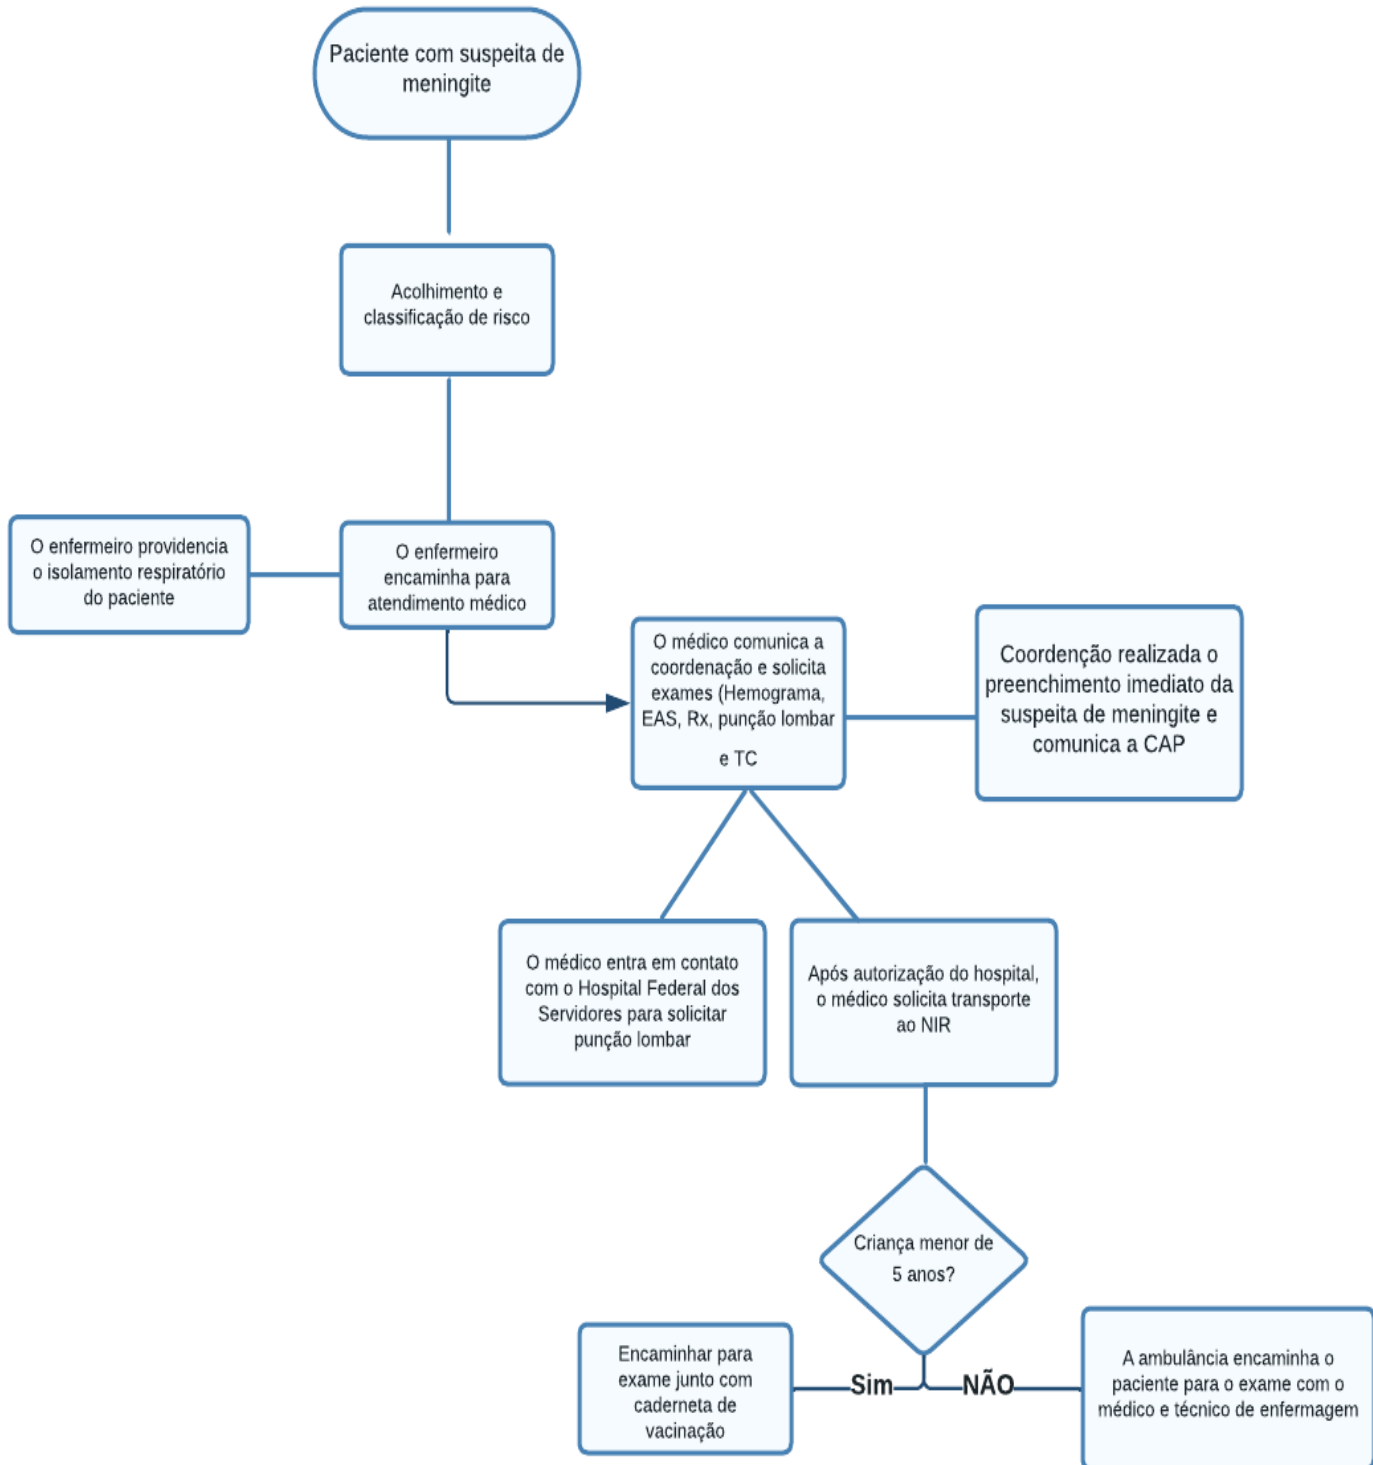 Paciente com suspeita de
meningite
Acolhimento e
classificação de risco
O enfermeiro providencia
o isolamento respiratório
do paciente
O enfermeiro
encaminha para
atendimento médico
O médico comunica a
coordenação e solicita
exames (Hemograma,
EAS, Rx, punção lombar
e TC
Coordenção realizada o
preenchimento imediato da
suspeita de meningite e
comunica a CAP
O médico entra em contato
com o Hospital Federal dos
Servidores para solicitar
punção lombar
Após autorização do hospital,
o médico solicita transporte
ao NIR
Criança menor de
5 anos?
Sim
NÃO
Encaminhar para
exame junto com
caderneta de
vacinação
A ambulância encaminha o
paciente para o exame com o
médico e técnico de enfermagem